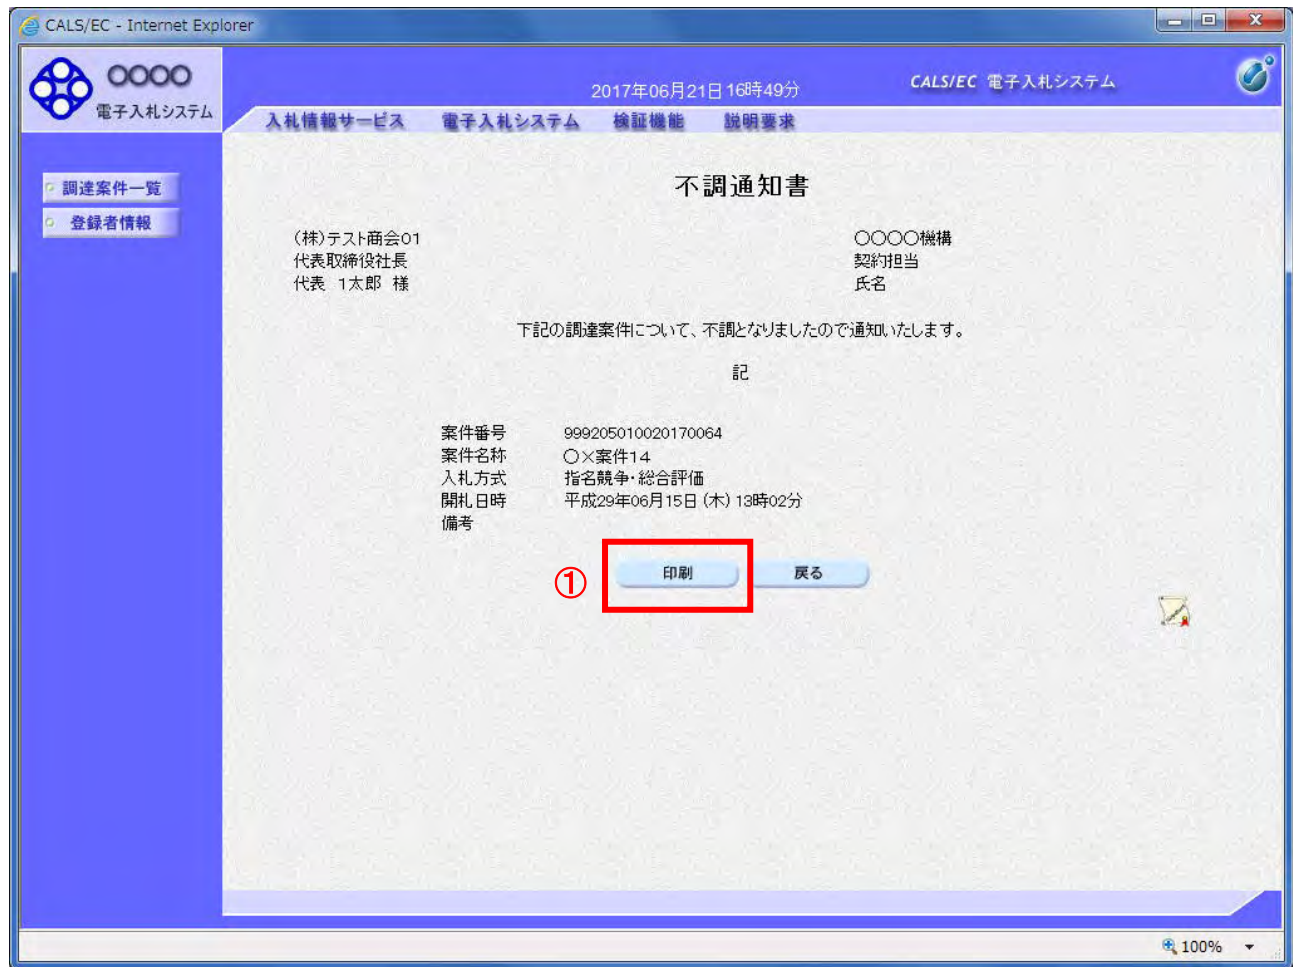 CALS/EC - Internet Explorer
〇〇〇〇
電子入札システム
2017年06月21日 16時49分
CALS/EC 電子入札システム
入札情報サービス 電子入札システム 検証機能 説明要求
調達案件一覧
登録者情報
不調通知書
(株)テスト商会01
代表取締役社長
代表 1太郎 様
〇〇〇〇機構
契約担当
氏名
下記の調達案件について、不調となりましたので通知いたします。
記
案件番号 999205010020170064
案件名称 〇×案件14
入札方式 指名競争・総合評価
開札日時 平成29年06月15日 (木) 13時02分
備考
① 印刷 戻る
100%